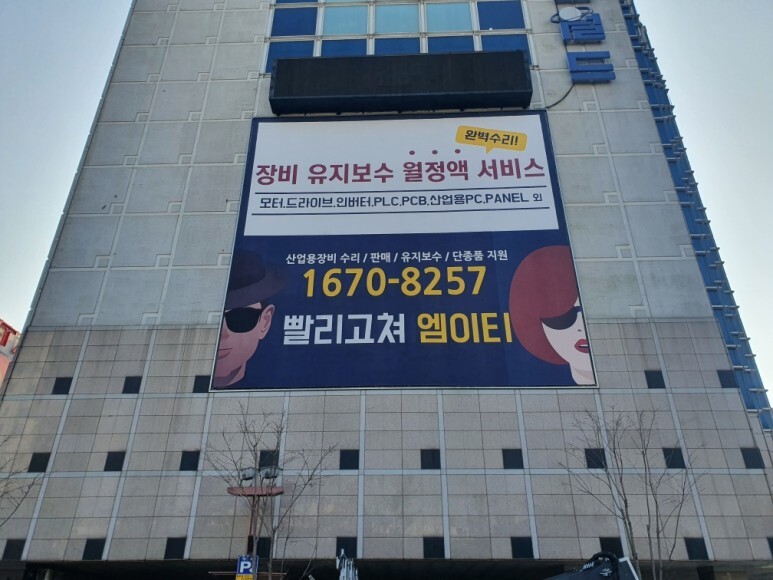 월드
완벽수리!
장비 유지보수 월정액 서비스
모터.드라이브.인버터.PLC.PCB.산업용PC.PANEL 외
산업용장비 수리 / 판매 / 유지보수 / 단종품 지원
1670-8257
빨리고쳐 엠이티
P